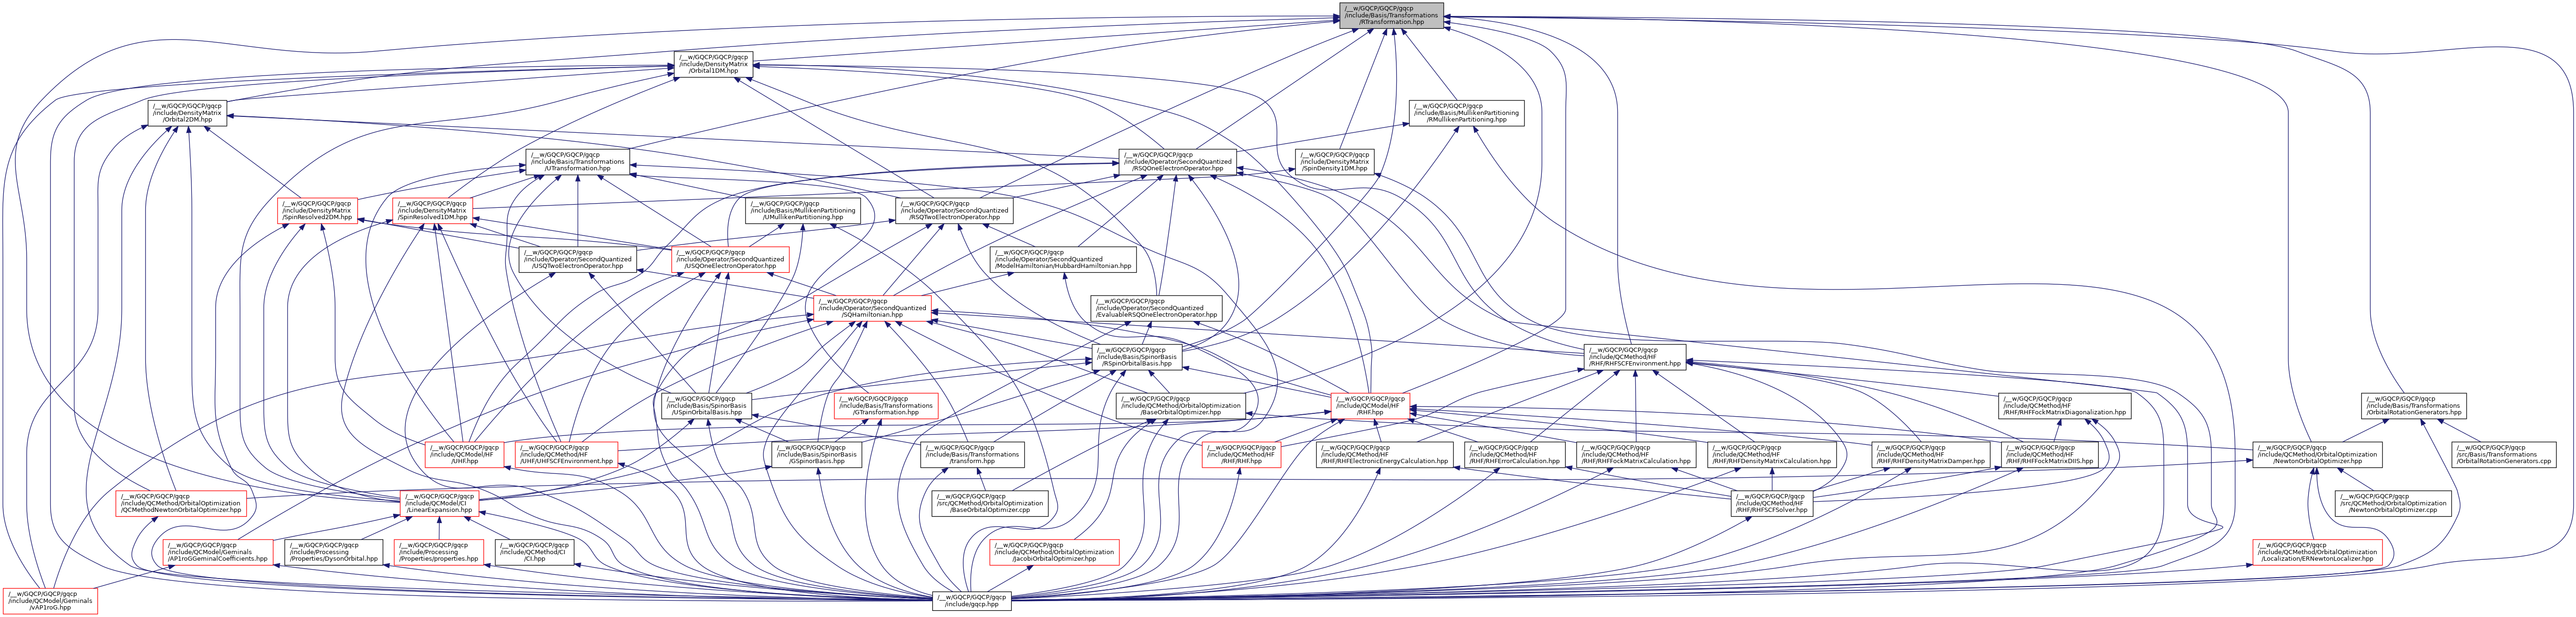 /__w/GQCP/GQCP/gqcp
/include/Basis/Transformations
/RTransformation.hpp
/__w/GQCP/GQCP/gqcp
/include/DensityMatrix
/Orbital1DM.hpp
/__w/GQCP/GQCP/gqcp
/include/DensityMatrix
/Orbital2DM.hpp
/__w/GQCP/GQCP/gqcp
/include/Basis/MullikenPartitioning
/RMullikenPartitioning.hpp
/__w/GQCP/GQCP/gqcp
/include/Basis/Transformations
/UTransformation.hpp
/__w/GQCP/GQCP/gqcp
/include/Operator/SecondQuantized
/RSQOneElectronOperator.hpp
/__w/GQCP/GQCP/gqcp
/include/DensityMatrix
/SpinDensity1DM.hpp
/__w/GQCP/GQCP/gqcp
/include/DensityMatrix
/SpinResolved2DM.hpp
/__w/GQCP/GQCP/gqcp
/include/DensityMatrix
/SpinResolved1DM.hpp
/__w/GQCP/GQCP/gqcp
/include/Basis/MullikenPartitioning
/UMullikenPartitioning.hpp
/__w/GQCP/GQCP/gqcp
/include/Operator/SecondQuantized
/RSQTwoElectronOperator.hpp
/__w/GQCP/GQCP/gqcp
/include/Operator/SecondQuantized
/USQTwoElectronOperator.hpp
/__w/GQCP/GQCP/gqcp
/include/Operator/SecondQuantized
/USQOneElectronOperator.hpp
/__w/GQCP/GQCP/gqcp
/include/Operator/SecondQuantized
/ModelHamiltonian/HubbardHamiltonian.hpp
/__w/GQCP/GQCP/gqcp
/include/Operator/SecondQuantized
/SQHamiltonian.hpp
/__w/GQCP/GQCP/gqcp
/include/Operator/SecondQuantized
/EvaluableRSQOneElectronOperator.hpp
/__w/GQCP/GQCP/gqcp
/include/Basis/SpinorBasis
/RSpinOrbitalBasis.hpp
/__w/GQCP/GQCP/gqcp
/include/QCMethod/HF
/RHF/RHFSCFEnvironment.hpp
/__w/GQCP/GQCP/gqcp
/include/Basis/SpinorBasis
/USpinOrbitalBasis.hpp
/__w/GQCP/GQCP/gqcp
/include/Basis/Transformations
/GTransformation.hpp
/__w/GQCP/GQCP/gqcp
/include/QCMethod/OrbitalOptimization
/BaseOrbitalOptimizer.hpp
/__w/GQCP/GQCP/gqcp
/include/QCModel/HF
/RHF.hpp
/__w/GQCP/GQCP/gqcp
/include/QCMethod/HF
/RHF/RHFFockMatrixDiagonalization.hpp
/__w/GQCP/GQCP/gqcp
/include/Basis/Transformations
/OrbitalRotationGenerators.hpp
/__w/GQCP/GQCP/gqcp
/include/QCModel/HF
/UHF.hpp
/__w/GQCP/GQCP/gqcp
/include/QCMethod/HF
/UHF/UHFSCFEnvironment.hpp
/__w/GQCP/GQCP/gqcp
/include/Basis/SpinorBasis
/GSpinorBasis.hpp
/__w/GQCP/GQCP/gqcp
/include/Basis/Transformations
/transform.hpp
/__w/GQCP/GQCP/gqcp
/include/QCMethod/HF
/RHF/RHF.hpp
/__w/GQCP/GQCP/gqcp
/include/QCMethod/HF
/RHF/RHFElectronicEnergyCalculation.hpp
/__w/GQCP/GQCP/gqcp
/include/QCMethod/HF
/RHF/RHFErrorCalculation.hpp
/__w/GQCP/GQCP/gqcp
/include/QCMethod/HF
/RHF/RHFFockMatrixCalculation.hpp
/__w/GQCP/GQCP/gqcp
/include/QCMethod/HF
/RHF/RHFDensityMatrixCalculation.hpp
/__w/GQCP/GQCP/gqcp
/include/QCMethod/HF
/RHF/RHFDensityMatrixDamper.hpp
/__w/GQCP/GQCP/gqcp
/include/QCMethod/HF
/RHF/RHFFockMatrixDIIS.hpp
/__w/GQCP/GQCP/gqcp
/include/QCMethod/OrbitalOptimization
/NewtonOrbitalOptimizer.hpp
/__w/GQCP/GQCP/gqcp
/src/Basis/Transformations
/OrbitalRotationGenerators.cpp
/__w/GQCP/GQCP/gqcp
/include/QCMethod/OrbitalOptimization
/QCMethodNewtonOrbitalOptimizer.hpp
/__w/GQCP/GQCP/gqcp
/include/QCModel/CI
/LinearExpansion.hpp
/__w/GQCP/GQCP/gqcp
/src/QCMethod/OrbitalOptimization
/BaseOrbitalOptimizer.cpp
/__w/GQCP/GQCP/gqcp
/include/QCMethod/HF
/RHF/RHFSCFSolver.hpp
/__w/GQCP/GQCP/gqcp
/src/QCMethod/OrbitalOptimization
/NewtonOrbitalOptimizer.cpp
/__w/GQCP/GQCP/gqcp
/include/QCModel/Geminals
/AP1roGGeminalCoefficients.hpp
/__w/GQCP/GQCP/gqcp
/include/Processing
/Properties/DysonOrbital.hpp
/__w/GQCP/GQCP/gqcp
/include/Processing
/Properties/properties.hpp
/__w/GQCP/GQCP/gqcp
/include/QCMethod/CI
/CI.hpp
/__w/GQCP/GQCP/gqcp
/include/QCMethod/OrbitalOptimization
/JacobiOrbitalOptimizer.hpp
/__w/GQCP/GQCP/gqcp
/include/QCMethod/OrbitalOptimization
/Localization/ERNewtonLocalizer.hpp
/__w/GQCP/GQCP/gqcp
/include/QCModel/Geminals
/vAP1roG.hpp
/__w/GQCP/GQCP/gqcp
/include/gqcp.hpp